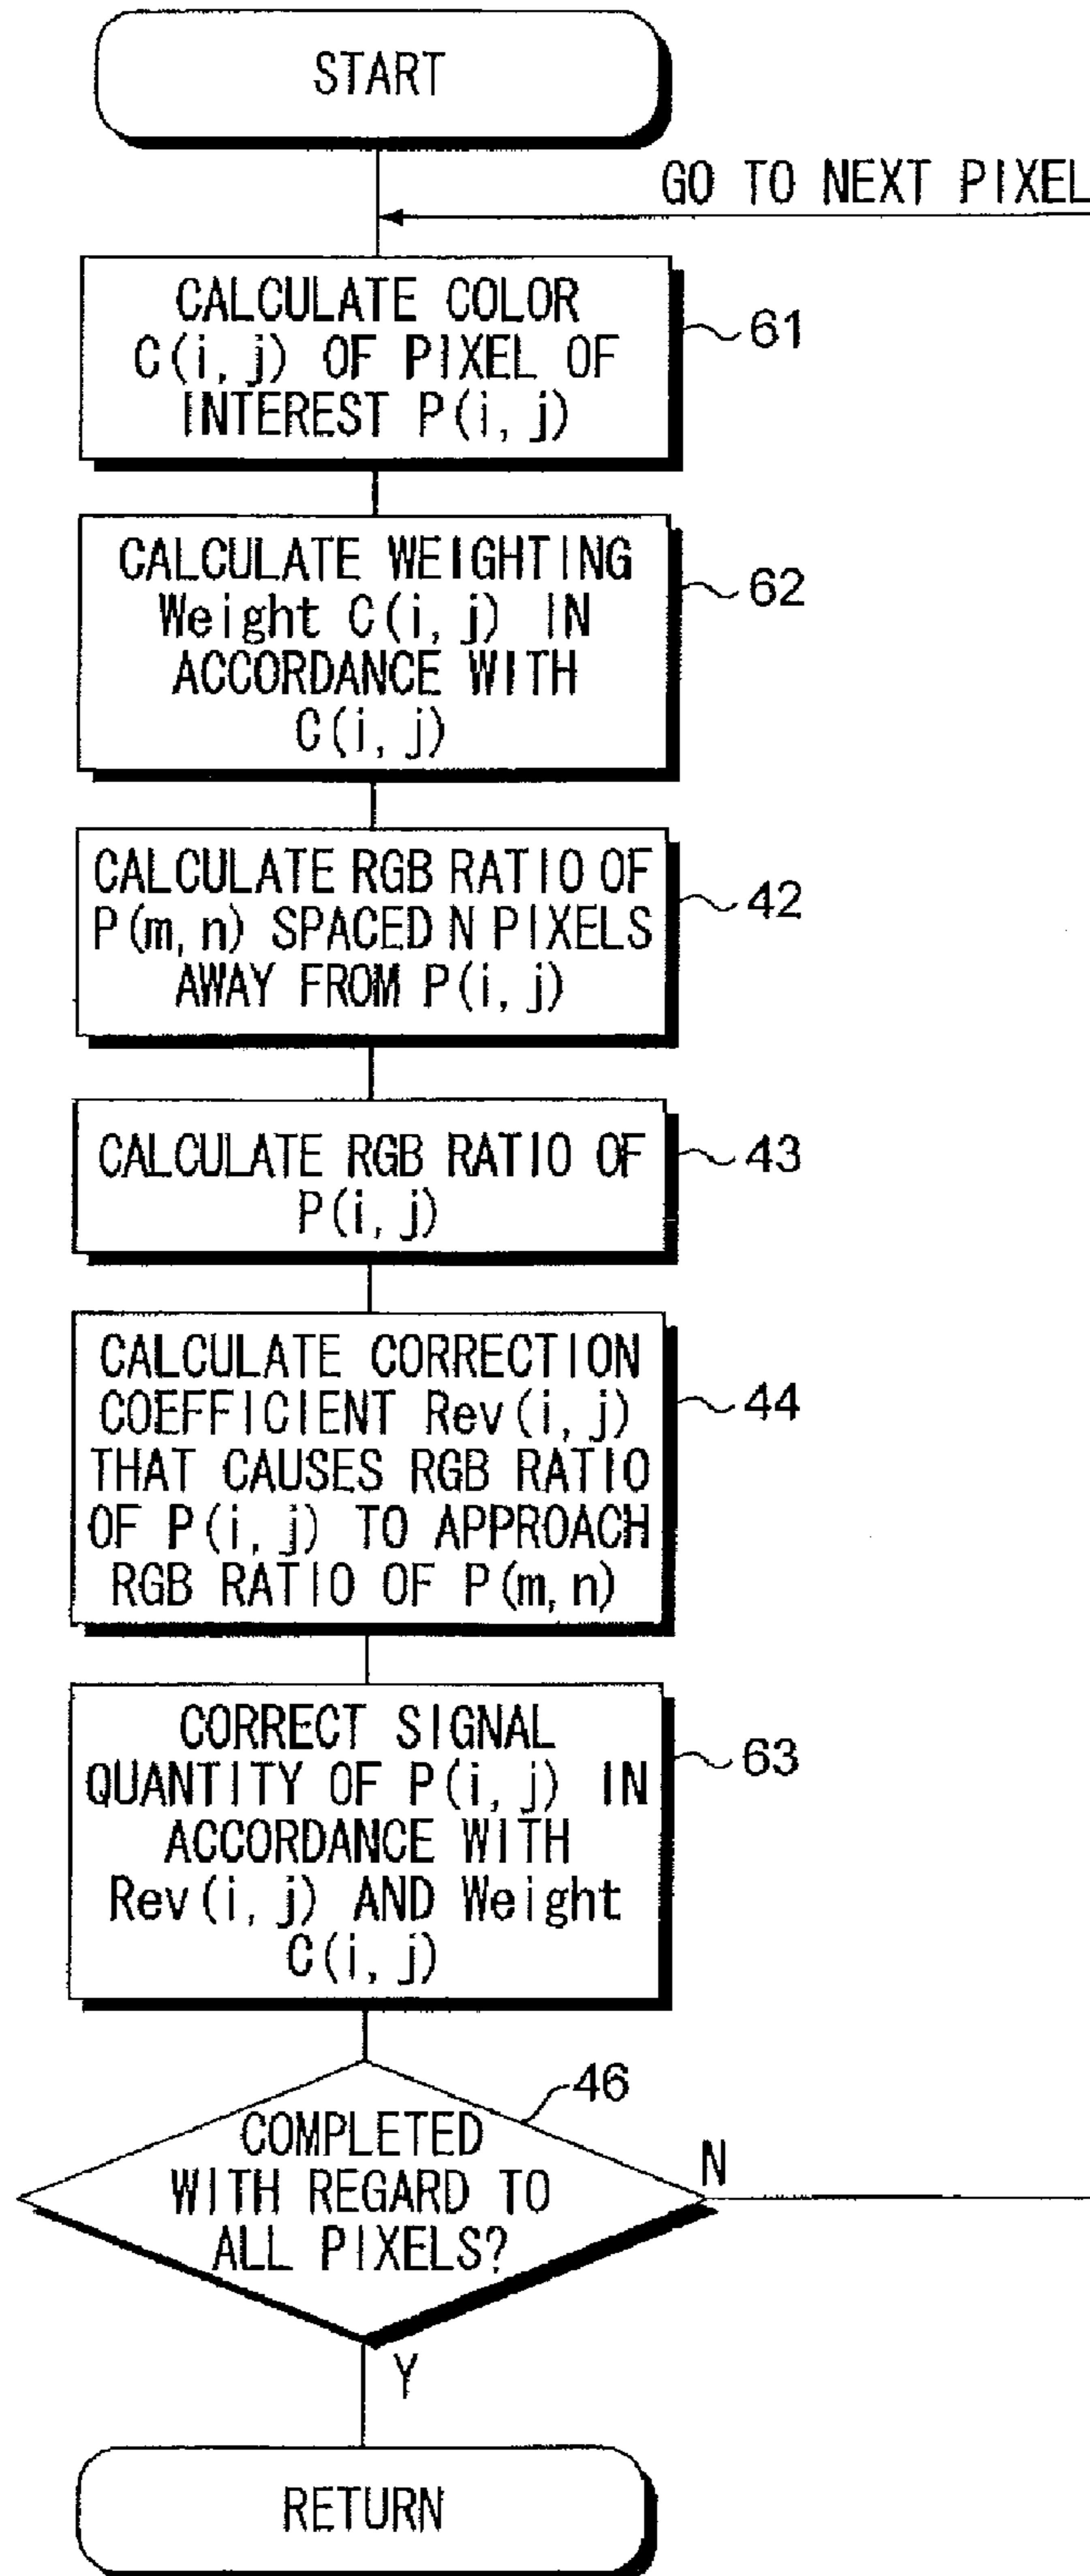 START
GO TO NEXT PIXEL
CALCULATE COLOR
C(i, j) OF PIXEL OF
INTEREST P(i, j)
61
CALCULATE WEIGHTING
Weight C(i, j) IN
ACCORDANCE WITH
C(i, j)
62
CALCULATE RGB RATIO OF
P(m, n) SPACED N PIXELS
AWAY FROM P(i, j)
42
CALCULATE RGB RATIO OF
P(i, j)
43
CALCULATE CORRECTION
COEFFICIENT Rev(i, j)
THAT CAUSES RGB RATIO
OF P(i, j) TO APPROACH
RGB RATIO OF P(m, n)
44
CORRECT SIGNAL
QUANTITY OF P(i, j) IN
ACCORDANCE WITH
Rev(i, j) AND Weight
C(i, j)
63
46
COMPLETED
WITH REGARD TO
ALL PIXELS?
N
Y
RETURN